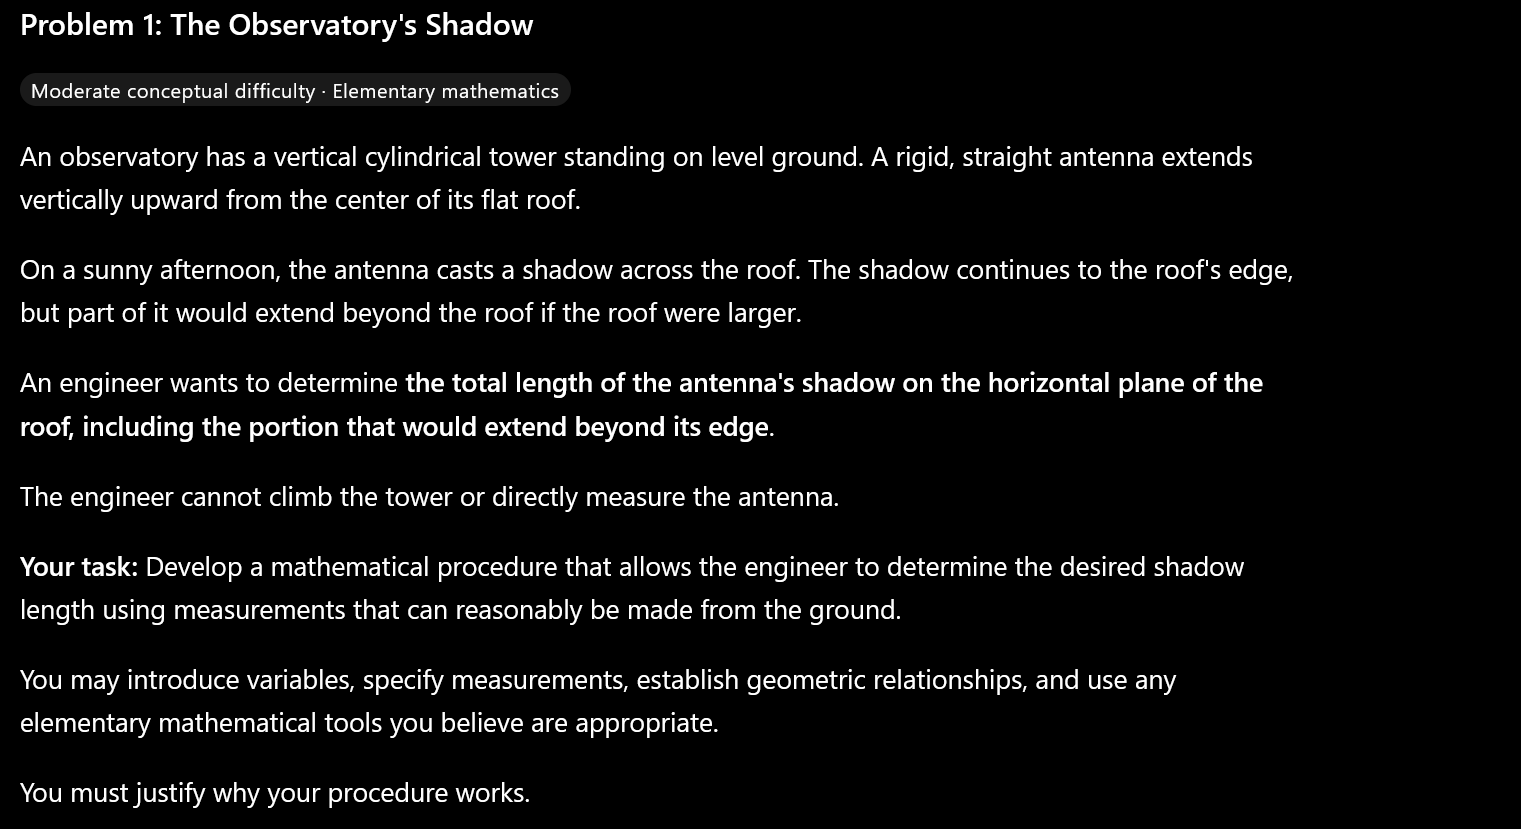 Problem 1: The Observatory's Shadow
Moderate conceptual difficulty · Elementary mathematics
An observatory has a vertical cylindrical tower standing on level ground. A rigid, straight antenna extends
vertically upward from the center of its flat roof.
On a sunny afternoon, the antenna casts a shadow across the roof. The shadow continues to the roof's edge,
but part of it would extend beyond the roof if the roof were larger.
An engineer wants to determine the total length of the antenna's shadow on the horizontal plane of the
roof, including the portion that would extend beyond its edge.
The engineer cannot climb the tower or directly measure the antenna.
Your task: Develop a mathematical procedure that allows the engineer to determine the desired shadow
length using measurements that can reasonably be made from the ground.
You may introduce variables, specify measurements, establish geometric relationships, and use any
elementary mathematical tools you believe are appropriate.
You must justify why your procedure works.